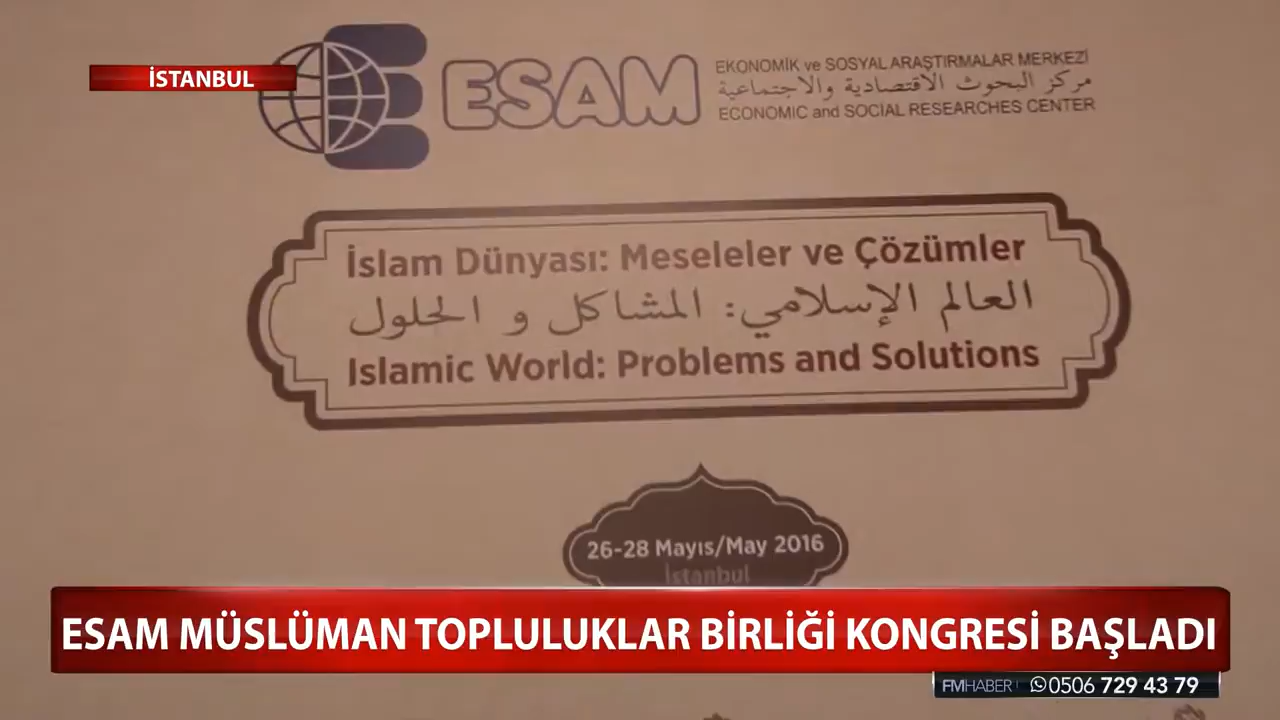 İSTANBUL
ESAM
EKONOMİK ve SOSYAL ARAŞTIRMALAR MERKEZİ
مركز البحوث الاقتصادية والاجتماعية
ECONOMIC and SOCIAL RESEARCHES CENTER
İslam Dünyası: Meseleler ve Çözümler
العالم الإسلامي: المشاكل و الحلول
Islamic World: Problems and Solutions
26-28 Mayıs/May 2016
İstanbul
ESAM MÜSLÜMAN TOPLULUKLAR BİRLİĞİ KONGRESİ BAŞLADI
FMHABER 0506 729 43 79